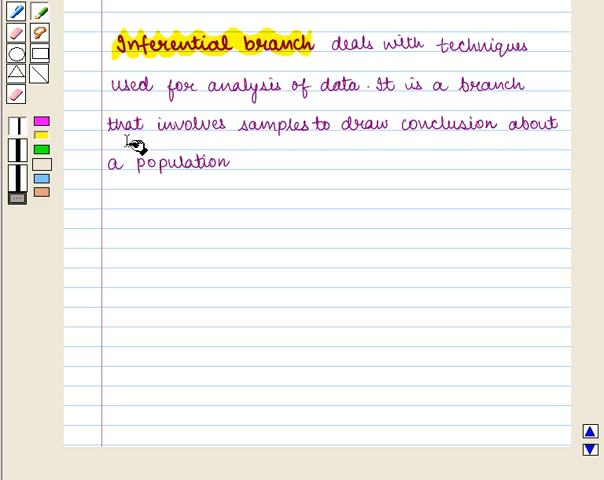 Inferential branch deals with techniques
used for analysis of data. It is a branch
that involves samples to draw conclusion about
a population